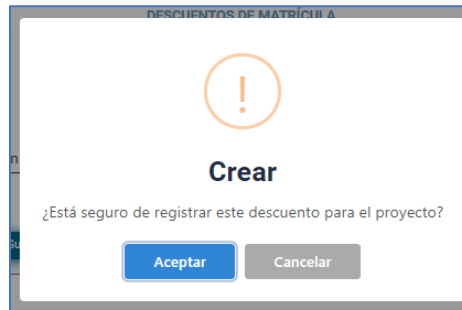 DESCUENTOS DE MATRÍCULA
!
Crear
¿Está seguro de registrar este descuento para el proyecto?
Aceptar
Cancelar